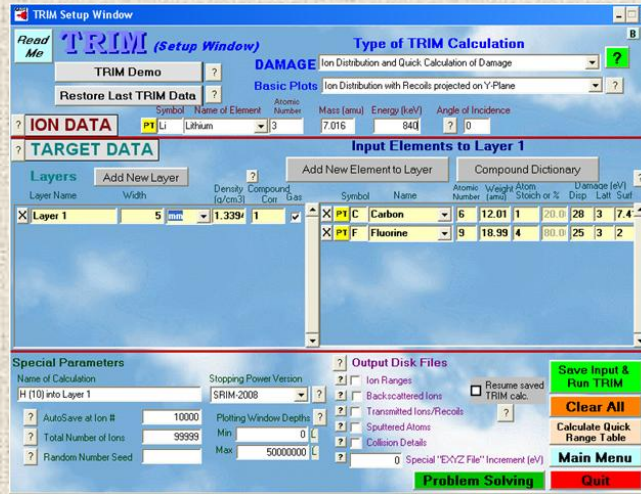 TRIM Setup Window
Read Me
TRIM (Setup Window)
Type of TRIM Calculation
B
TRIM Demo ?
DAMAGE Ion Distribution and Quick Calculation of Damage ?
Restore Last TRIM Data ?
Basic Plots Ion Distribution with Recoils projected on Y-Plane
Symbol Name of Element Atomic Number Mass (amu) Energy (keV) Angle of Incidence
? ION DATA PT Li Lithium 3 7.016 840 ? 0
? TARGET DATA
Input Elements to Layer 1
Layers Add New Layer ?
Add New Element to Layer Compound Dictionary ?
Layer Name Width Density (g/cm3) Compound Corr Gas
Symbol Name Atomic Number Weight (amu) Atom Stoich or % Damage (eV) Disp Latt Surf
X Layer 1 5 mm 1.339 1
X PT C Carbon 6 12.01 1 20.0 28 3 7.4
X PT F Fluorine 9 18.99 4 80.0 25 3 2
Special Parameters
Name of Calculation
H (10) into Layer 1
Stopping Power Version
SRIM-2008 ?
? AutoSave at Ion # 10000
? Total Number of Ions 99999
? Random Number Seed
Plotting Window Depths ?
Min 0
Max 50000000
? Output Disk Files
? Ion Ranges
? Backscattered Ions
? Transmitted Ions/Recoils
? Sputtered Atoms
? Collision Details
0 Special "EXYZ File" Increment (eV)
Resume saved TRIM calc.
?
Save Input & Run TRIM
Clear All
Calculate Quick Range Table
Main Menu
Problem Solving
Quit